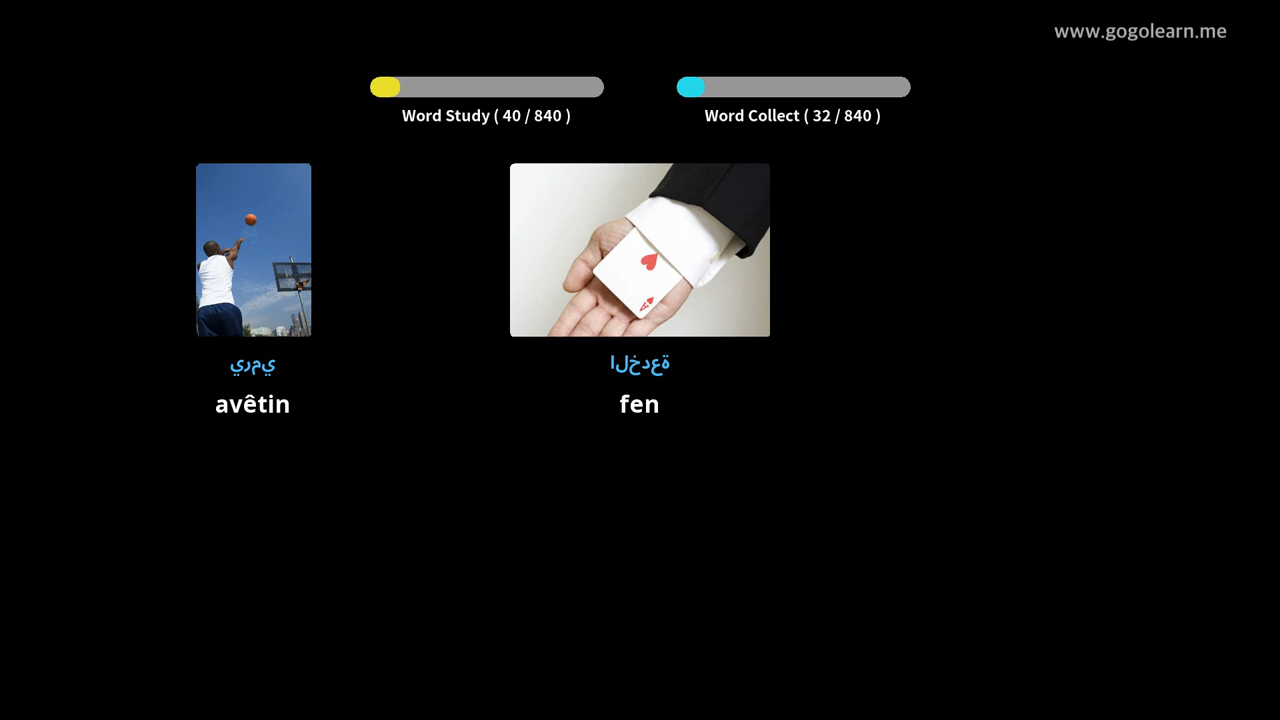 www.gogolearn.me
Word Study ( 40 / 840 )
Word Collect ( 32 / 840 )
يرمي
avêtin
الخدعة
fen